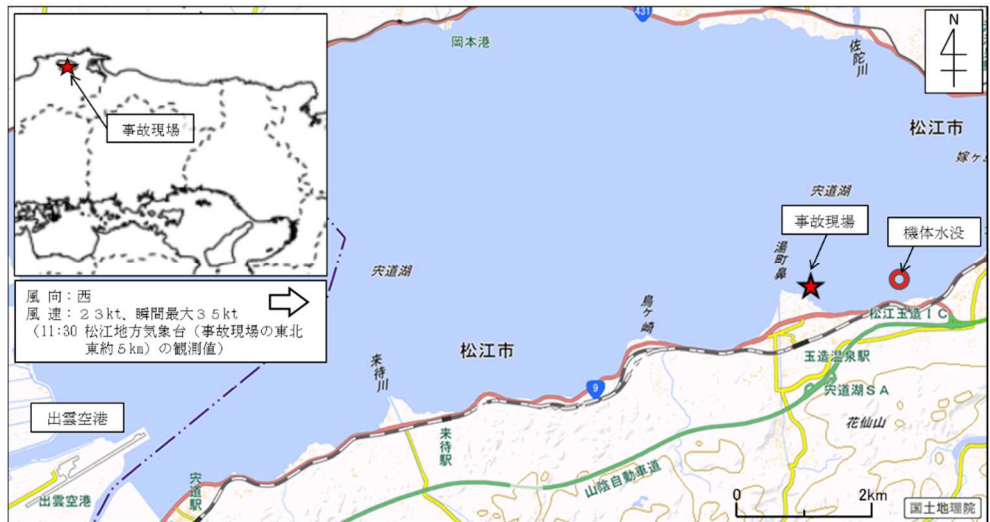 431
岡本港
佐陀川
N
事故現場
松江市
嫁ヶ
宍道湖
事故現場
機体水没
湯町鼻
宍道湖
風 向：西
風 速：２３kt、瞬間最大３５kt
（11:30 松江地方気象台（事故現場の東北
東約５km）の観測値）
松江玉造ＩＣ
鳥ヶ崎
松江市
玉造温泉駅
来待川
9
宍道湖ＳＡ
花仙山
出雲空港
来待駅
山陰自動車道
宍道駅
出雲空港
0
2km
国土地理院